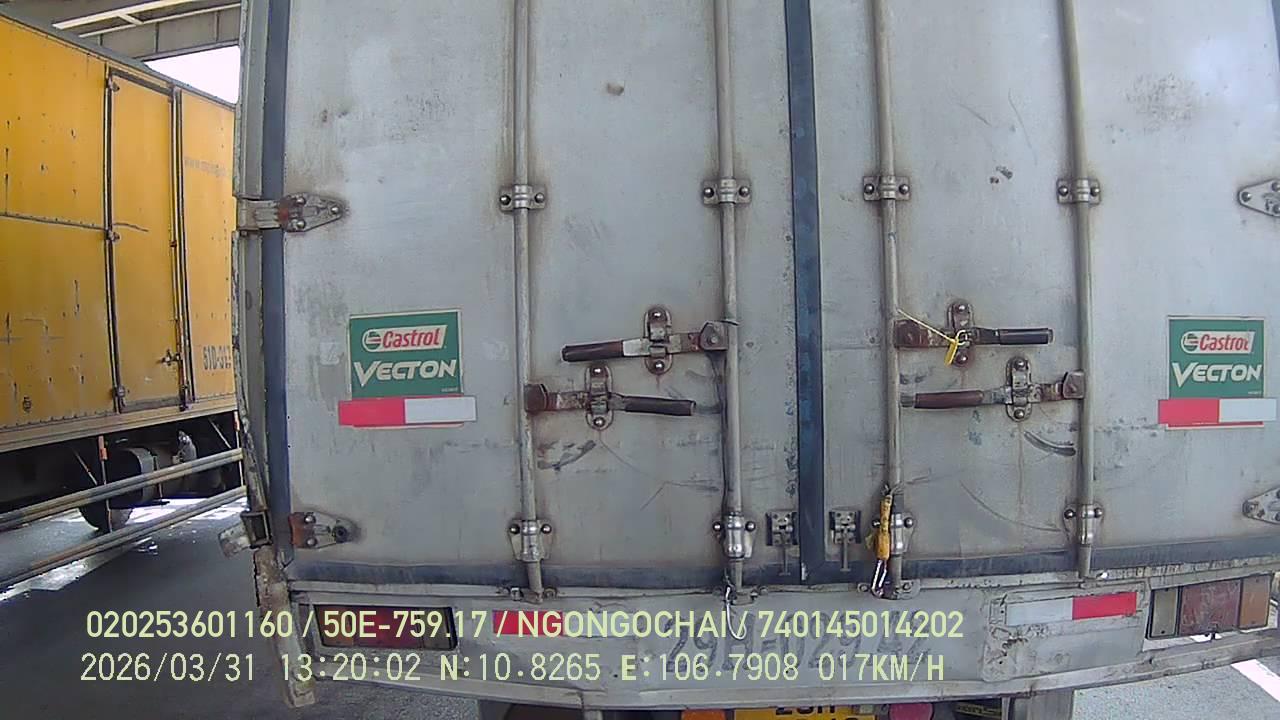 Castrol
VECTON
Castrol
VECTON
020253601160 / 50E-759.17 / NGONGOCHAI / 740145014202
2026/03/31 13:20:02 N:10.8265 E:106.7908 017KM/H